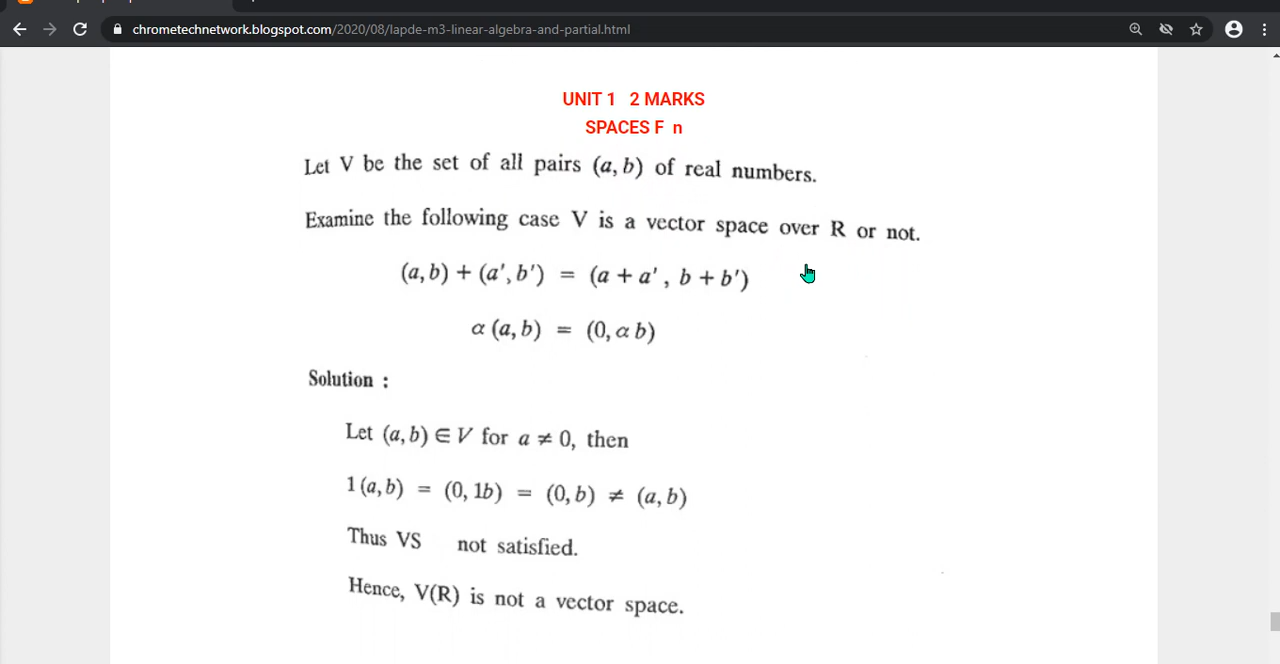 chrometechnetwork.blogspot.com/2020/08/lapde-m3-linear-algebra-and-partial.html
UNIT 1 2 MARKS
SPACES F n
Let V be the set of all pairs (a, b) of real numbers.
Examine the following case V is a vector space over R or not.
(a, b) + (a', b') = (a + a' , b + b')
α (a, b) = (0, α b)
Solution :
Let (a, b) ∈ V for a ≠ 0, then
1 (a, b) = (0, 1b) = (0, b) ≠ (a, b)
Thus VS not satisfied.
Hence, V(R) is not a vector space.